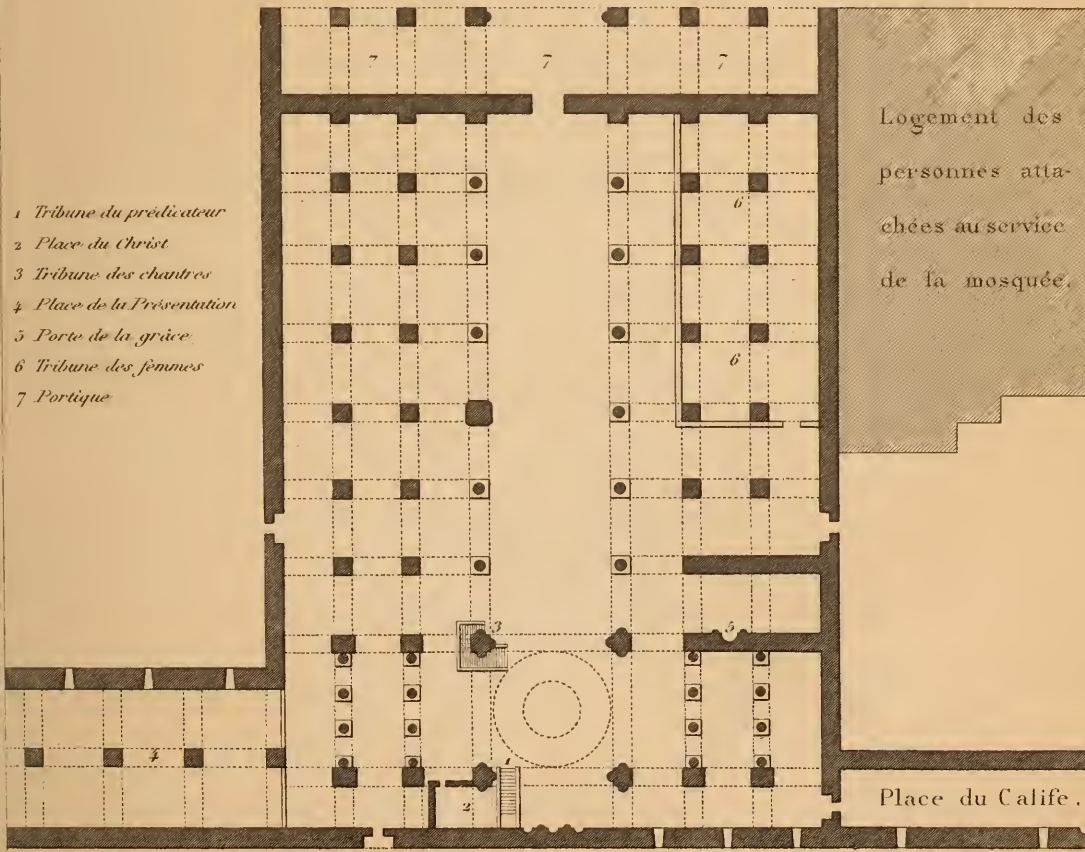 7
7
7
Logement des
personnes atta-
chées au service
de la mosquée.
1 Tribune du prédicateur
2 Place du Christ
3 Tribune des chantres
4 Place de la Présentation
5 Porte de la grâce
6 Tribune des femmes
7 Portique
6
6
3
5
4
1
2
Place du Calife.